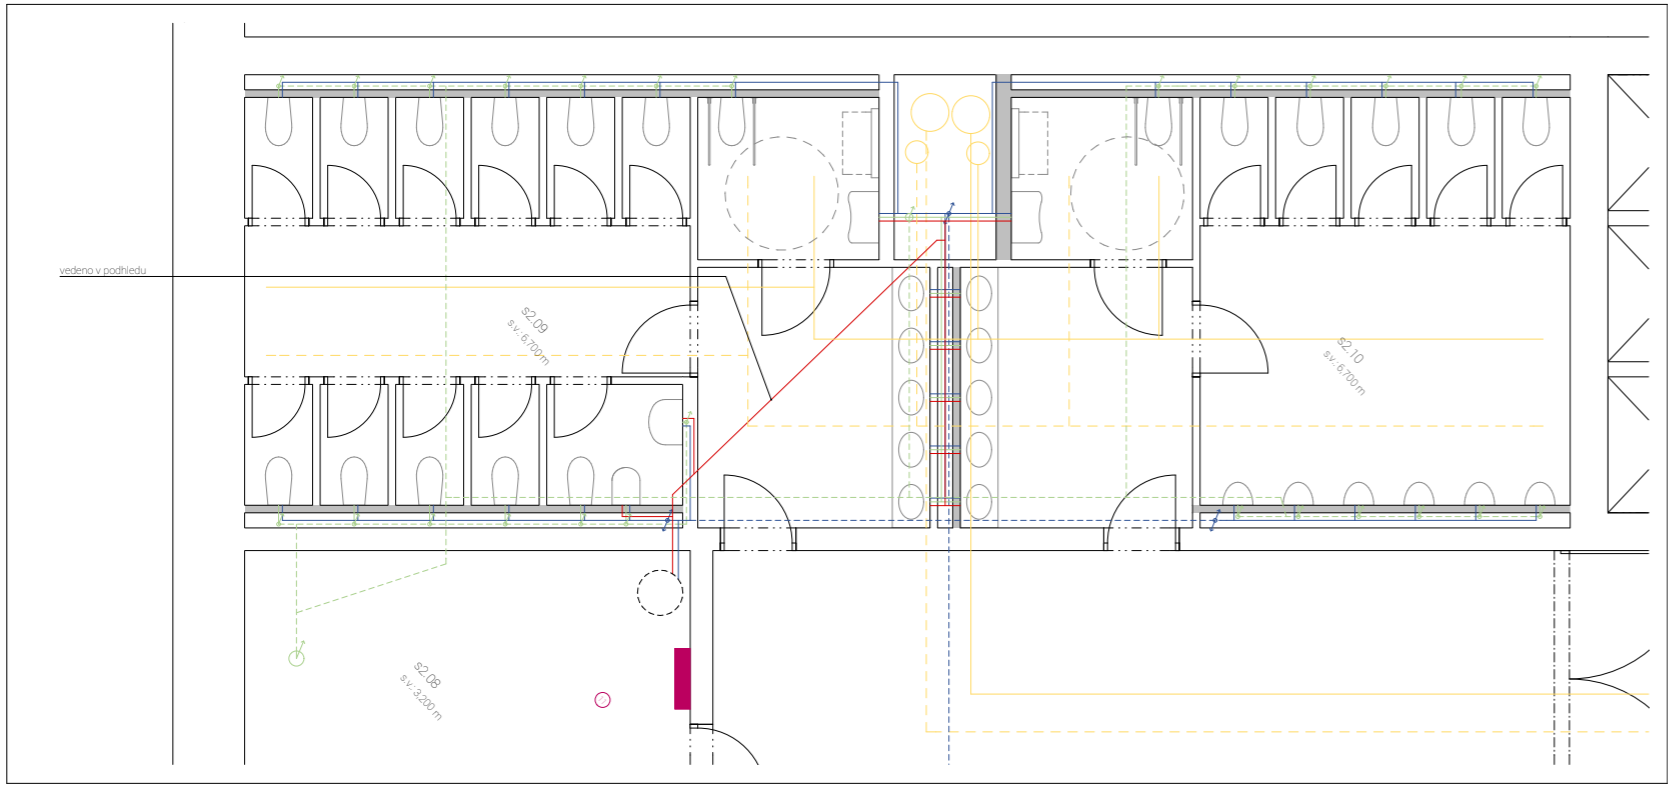 vedeno v podhledu
s2.09
s.v.: 6,700 m
s2.10
s.v.: 6,700 m
s2.08
s.v.: 3,200 m